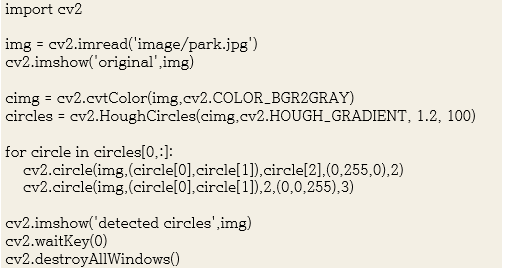 import cv2

img = cv2.imread('image/park.jpg')
cv2.imshow('original',img)

cimg = cv2.cvtColor(img,cv2.COLOR_BGR2GRAY)
circles = cv2.HoughCircles(cimg,cv2.HOUGH_GRADIENT, 1.2, 100)

for circle in circles[0,:]:
    cv2.circle(img,(circle[0],circle[1]),circle[2],(0,255,0),2)
    cv2.circle(img,(circle[0],circle[1]),2,(0,0,255),3)

cv2.imshow('detected circles',img)
cv2.waitKey(0)
cv2.destroyAllWindows()